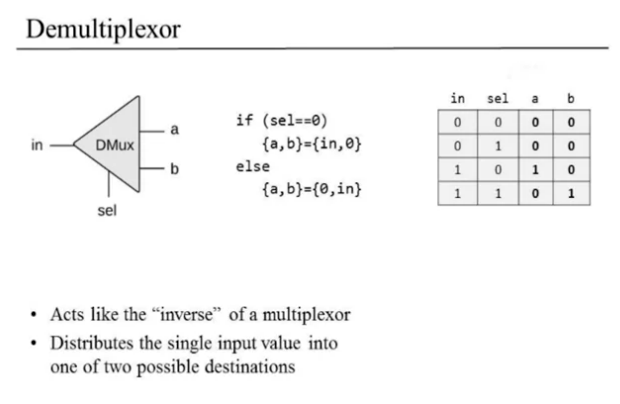 Demultiplexor
in
DMux
a
b
sel
if (sel==0)
{a,b}={in,0}
else
{a,b}={0,in}
in sel a b
0 0 0 0
0 1 0 0
1 0 1 0
1 1 0 1
• Acts like the “inverse” of a multiplexor
• Distributes the single input value into
one of two possible destinations